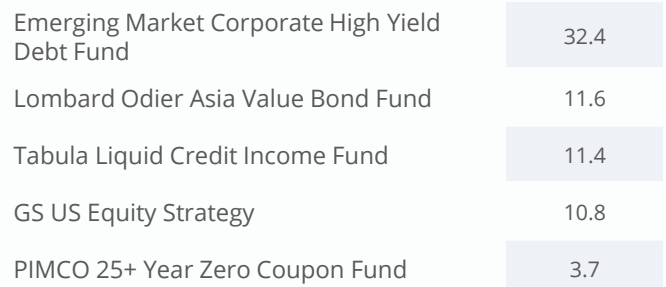 Emerging Market Corporate High Yield
Debt Fund
32.4
Lombard Odier Asia Value Bond Fund 11.6
Tabula Liquid Credit Income Fund 11.4
GS US Equity Strategy 10.8
PIMCO 25+ Year Zero Coupon Fund 3.7